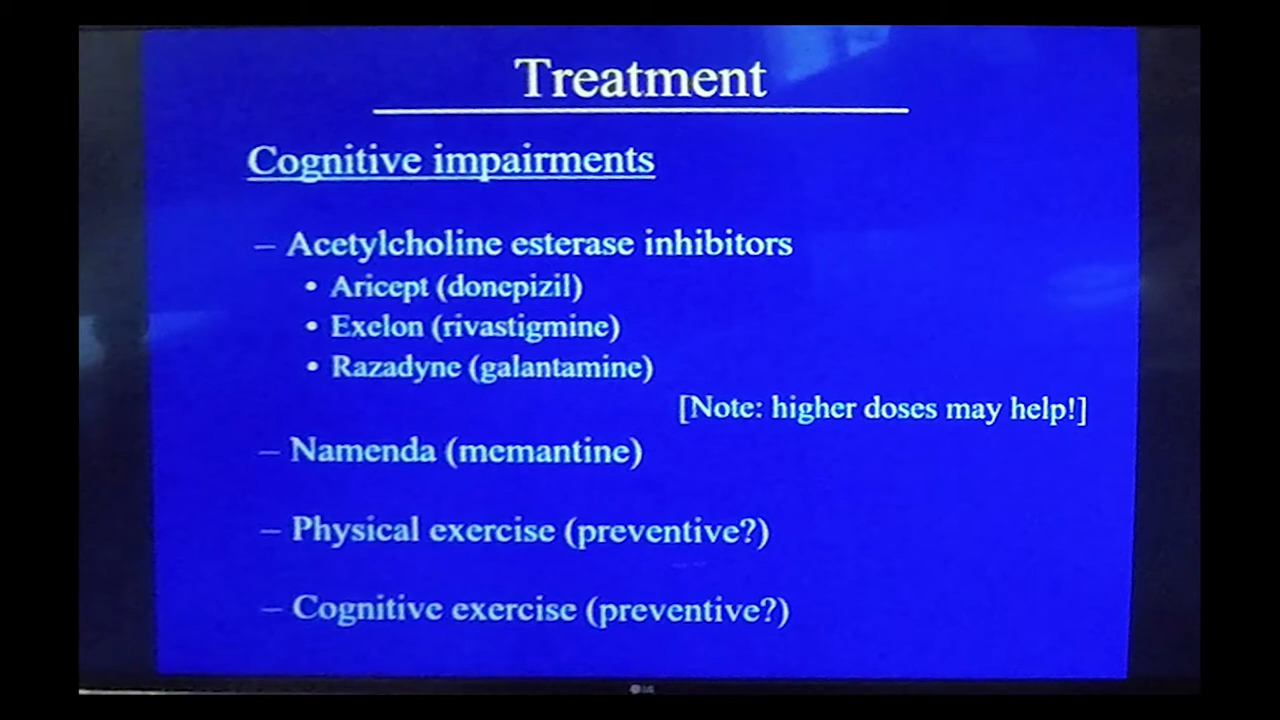 Treatment
Cognitive impairments
– Acetylcholine esterase inhibitors
• Aricept (donepizil)
• Exelon (rivastigmine)
• Razadyne (galantamine)
[Note: higher doses may help!]
– Namenda (memantine)
– Physical exercise (preventive?)
– Cognitive exercise (preventive?)
LG